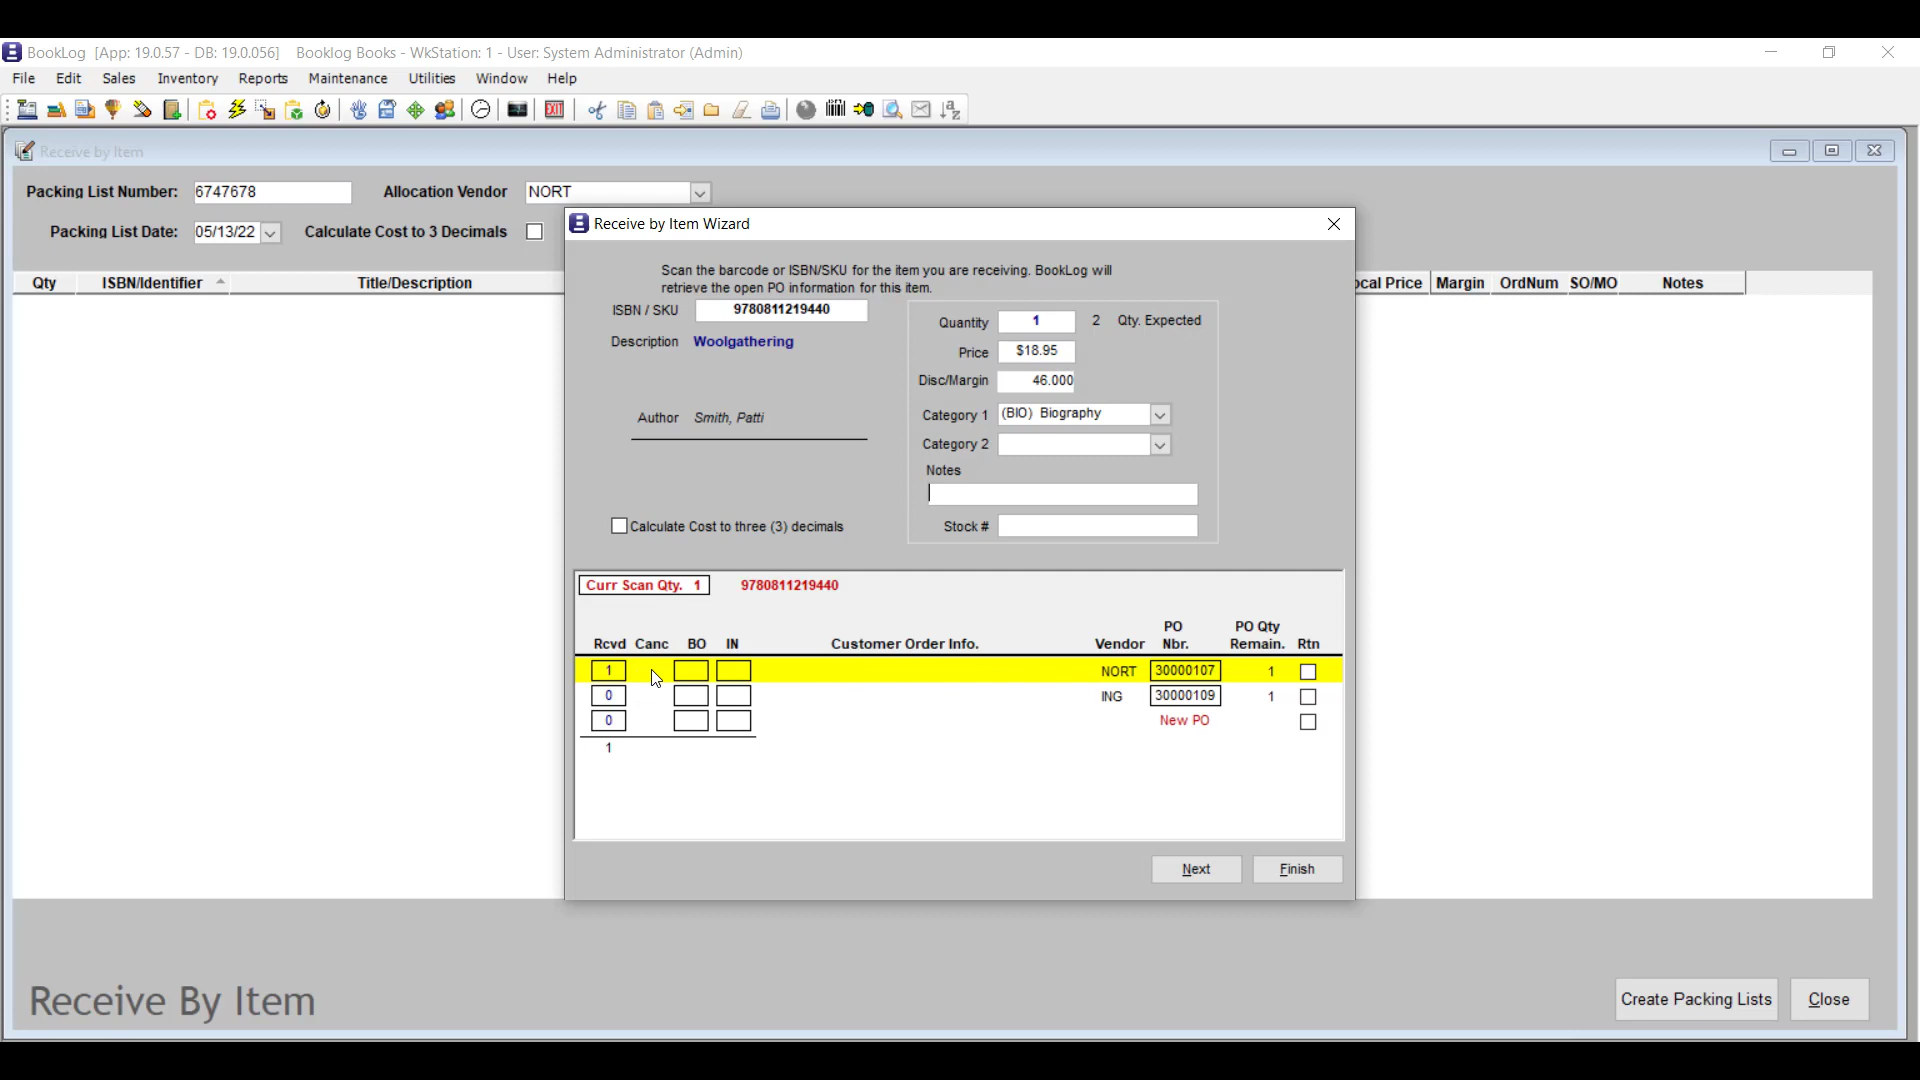 BookLog [App: 19.0.57 - DB: 19.0.056] Booklog Books - WkStation: 1 - User: System Administrator (Admin)
File Edit Sales Inventory Reports Maintenance Utilities Window Help
EXIT
Receive by Item
Packing List Number: 6747678 Allocation Vendor NORT
Packing List Date: 05/13/22 Calculate Cost to 3 Decimals
Qty ISBN/Identifier Title/Description ocal Price Margin OrdNum SO/MO Notes
Receive by Item Wizard
Scan the barcode or ISBN/SKU for the item you are receiving. BookLog will
retrieve the open PO information for this item.
ISBN / SKU 9780811219440
Description Woolgathering
Author Smith, Patti
Calculate Cost to three (3) decimals
Quantity 1 2 Qty. Expected
Price $18.95
Disc/Margin 46.000
Category 1 (BIO) Biography
Category 2
Notes
Stock #
Curr Scan Qty. 1 9780811219440
Rcvd Canc BO IN Customer Order Info. Vendor PO Nbr. PO Qty Remain. Rtn
1 NORT 30000107 1
0 ING 30000109 1
0 New PO
1
Next Finish
Receive By Item
Create Packing Lists Close